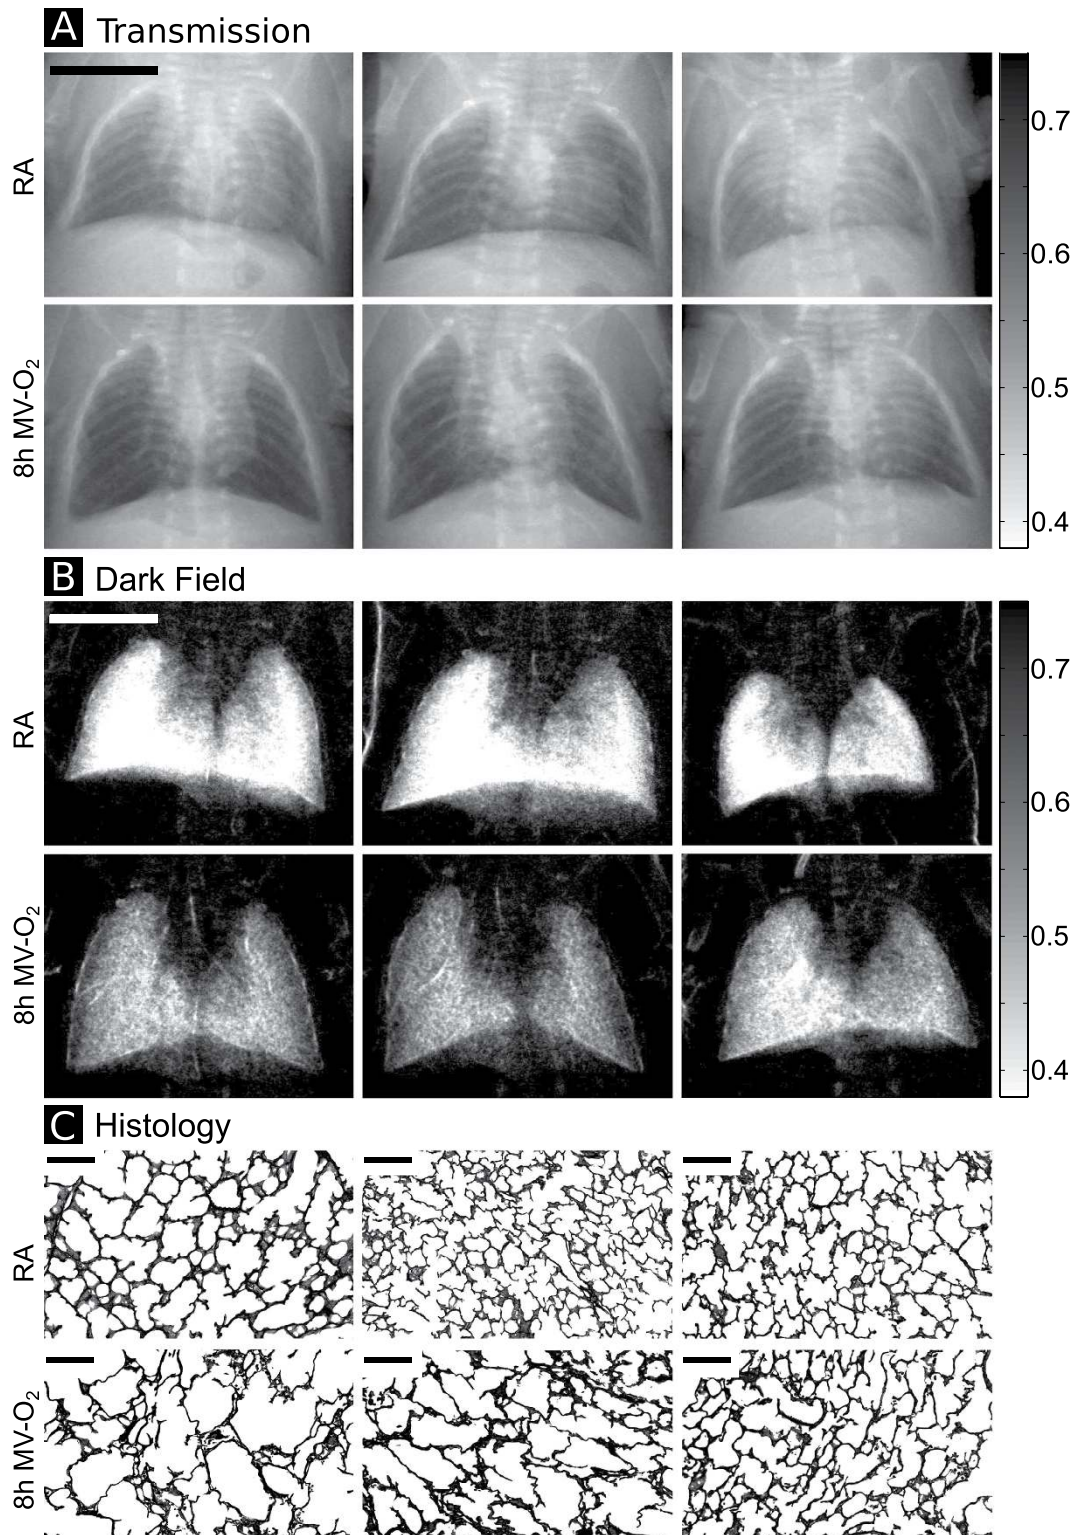 A Transmission
RA
8h MV-O₂
0.7
0.6
0.5
0.4
B Dark Field
RA
8h MV-O₂
0.7
0.6
0.5
0.4
C Histology
RA
8h MV-O₂